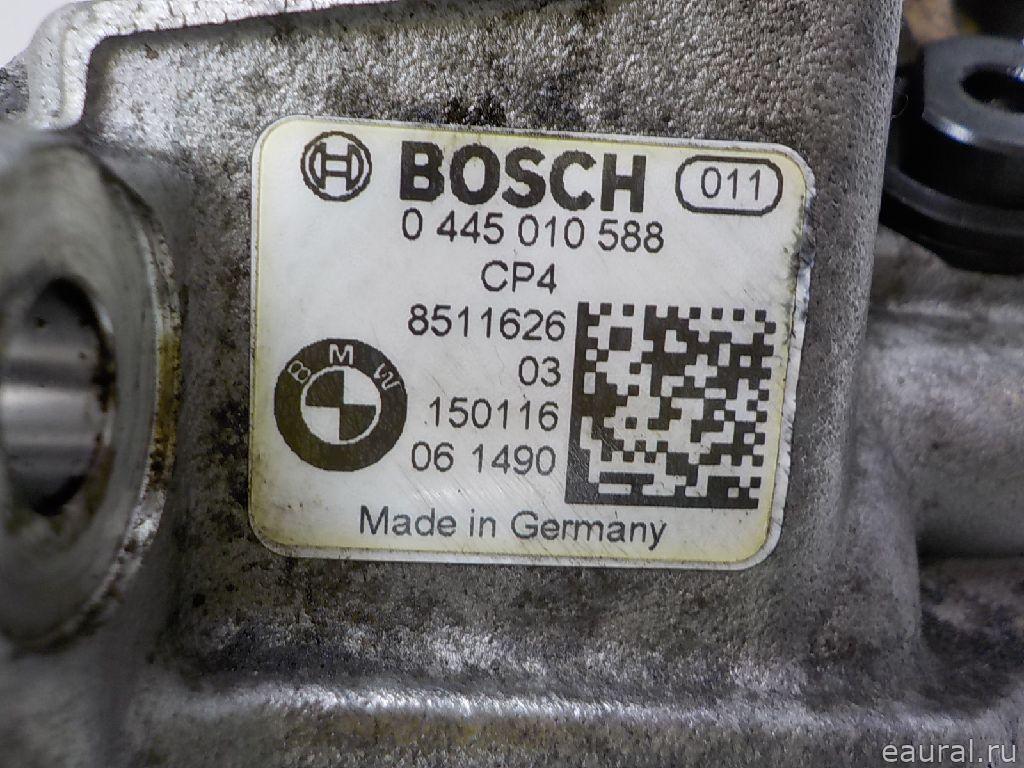 BOSCH 011
0 445 010 588
CP4
8511626
03
BMW 150116
06 1490
Made in Germany
eaural.ru